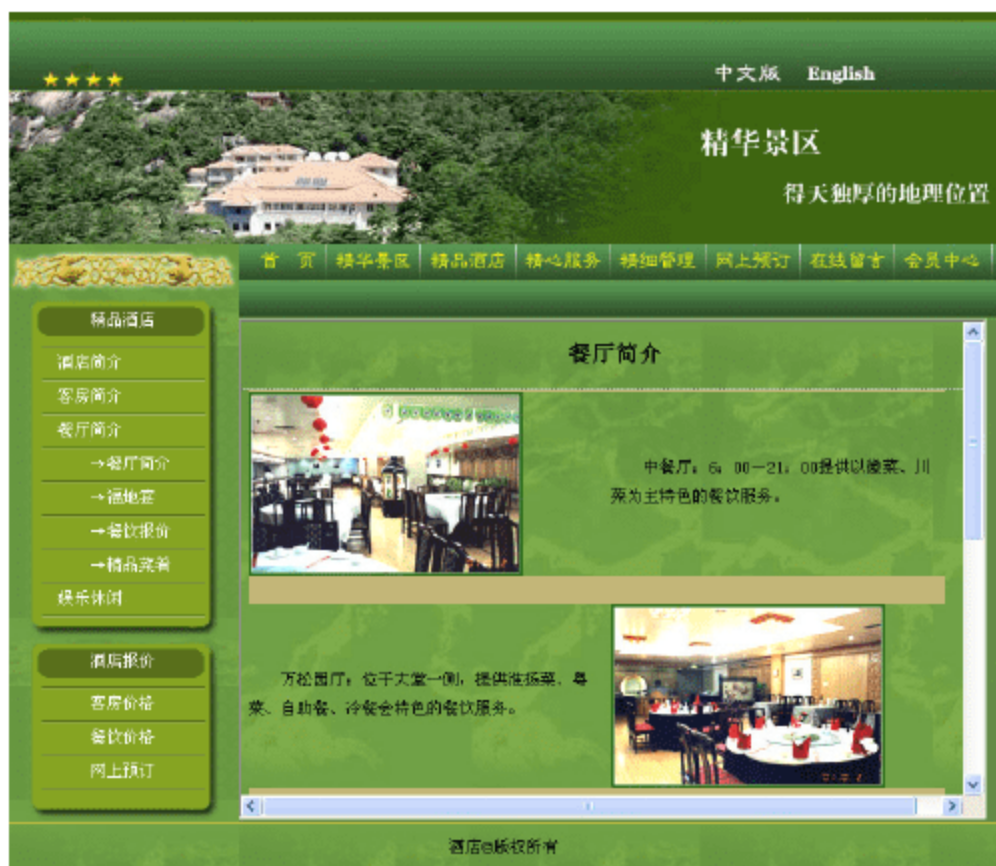 中文版 English
精华景区
得天独厚的地理位置
首 页 精华景区 精品酒店 精心服务 精细管理 网上预订 在线留言 会员中心
精品酒店
酒店简介
客房简介
餐厅简介
→餐厅简介
→福地宴
→餐饮报价
→精品菜肴
娱乐休闲
酒店报价
客房价格
餐饮价格
网上预订
餐厅简介
中餐厅：6：00－21：00提供以徽菜、川
菜为主特色的餐饮服务。
万松园厅：位于大堂一侧，提供淮扬菜、粤
菜、自助餐、冷餐会特色的餐饮服务。
酒店@版权所有